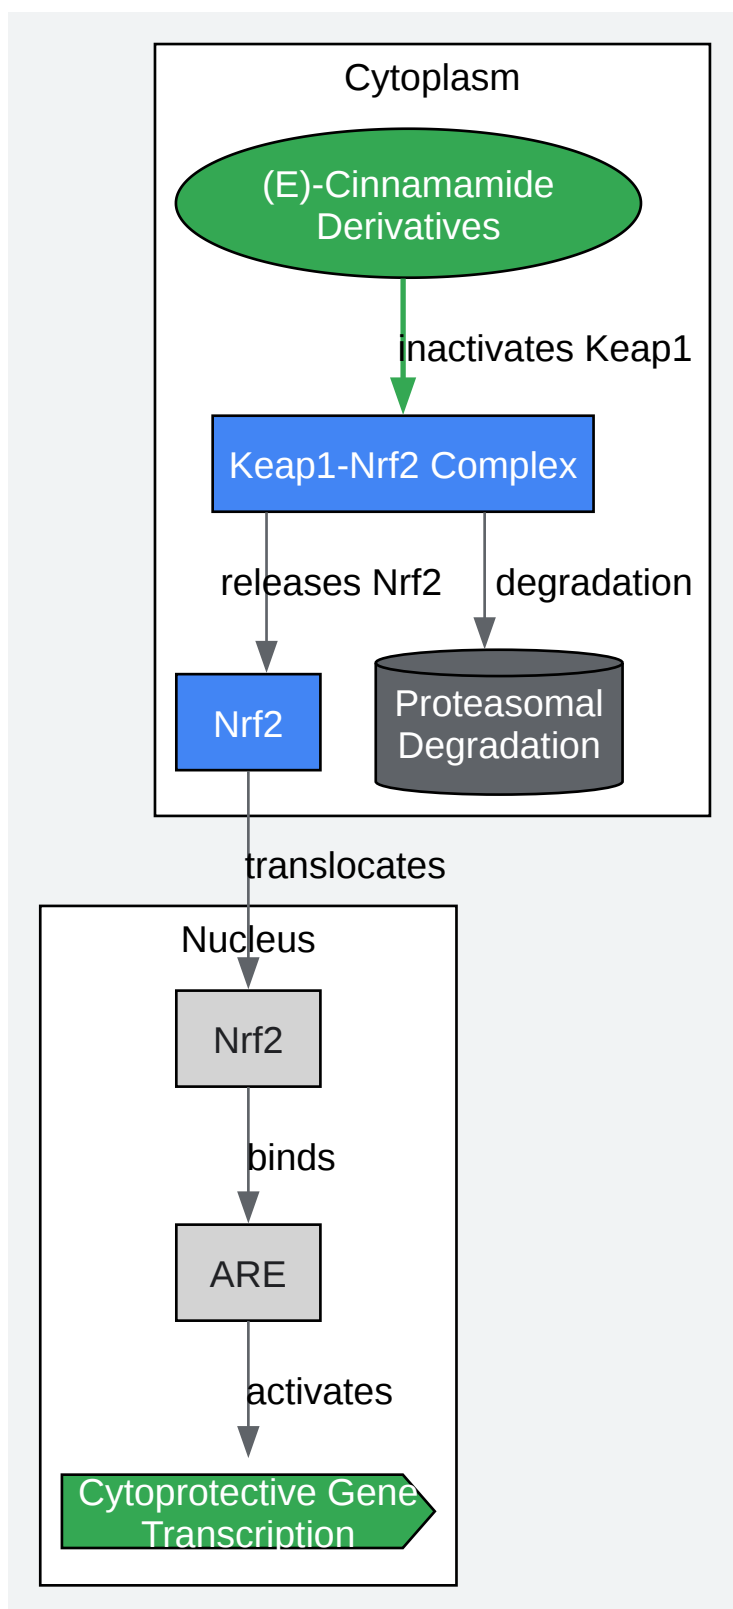 Cytoplasm
(E)-Cinnamamide
Derivatives
inactivates Keap1
Keap1-Nrf2 Complex
releases Nrf2
degradation
Nrf2
Proteasomal
Degradation
translocates
Nucleus
Nrf2
binds
ARE
activates
Cytoprotective Gene
Transcription